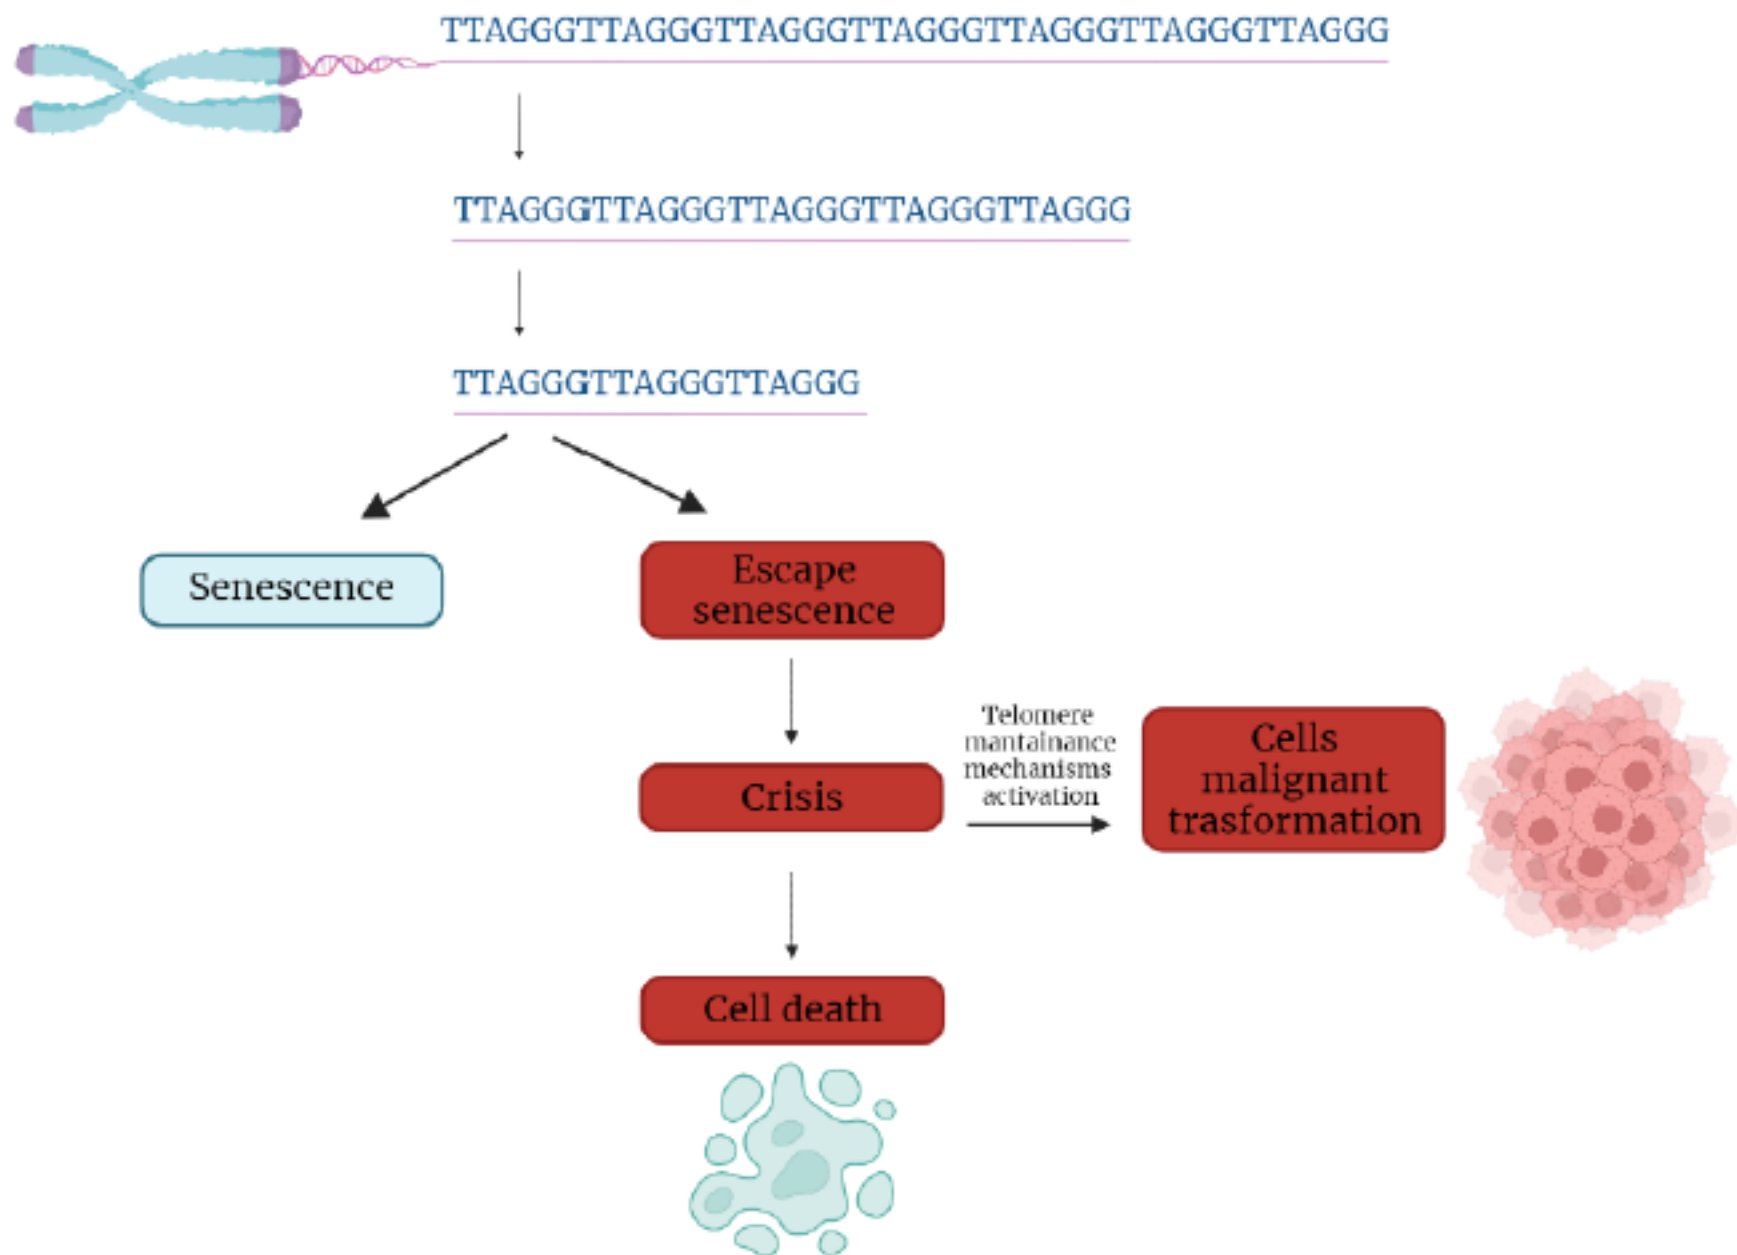 TTAGGGTTAGGGTTAGGGTTAGGGTTAGGGTTAGGGTTAGGG
TTAGGGTTAGGGTTAGGGTTAGGGTTAGGG
TTAGGGTTAGGGTTAGGG
Senescence
Escape
senescence
Crisis
Telomere
mantainance
mechanisms
activation
Cells
malignant
trasformation
Cell death